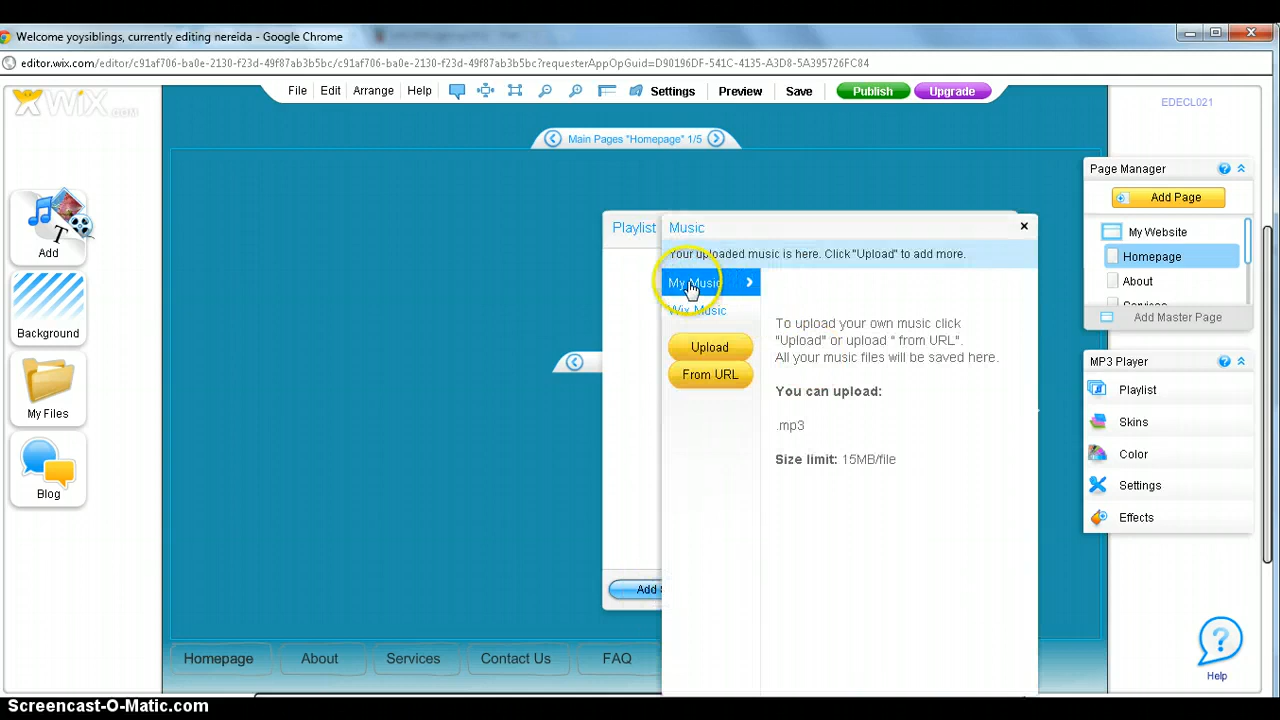 Welcome yoysiblings, currently editing nereida - Google Chrome
editor.wix.com/editor/c91af706-ba0e-2130-f23d-49f87ab3b5bc/c91af706-ba0e-2130-f23d-49f87ab3b5bc?requesterAppOpGuid=D90196DF-541C-4135-A3D8-5A395726FC84
WIX.COM
File Edit Arrange Help Settings Preview Save Publish Upgrade
EDECL021
Main Pages "Homepage" 1/5
Add
Background
My Files
Blog
Playlist
Music
Your uploaded music is here. Click "Upload" to add more.
My Music
Wix Music
Upload
From URL
To upload your own music click
"Upload" or upload " from URL".
All your music files will be saved here.
You can upload:
.mp3
Size limit: 15MB/file
Add
Page Manager
Add Page
My Website
Homepage
About
Services
Add Master Page
MP3 Player
Playlist
Skins
Color
Settings
Effects
Help
Homepage About Services Contact Us FAQ
Screencast-O-Matic.com